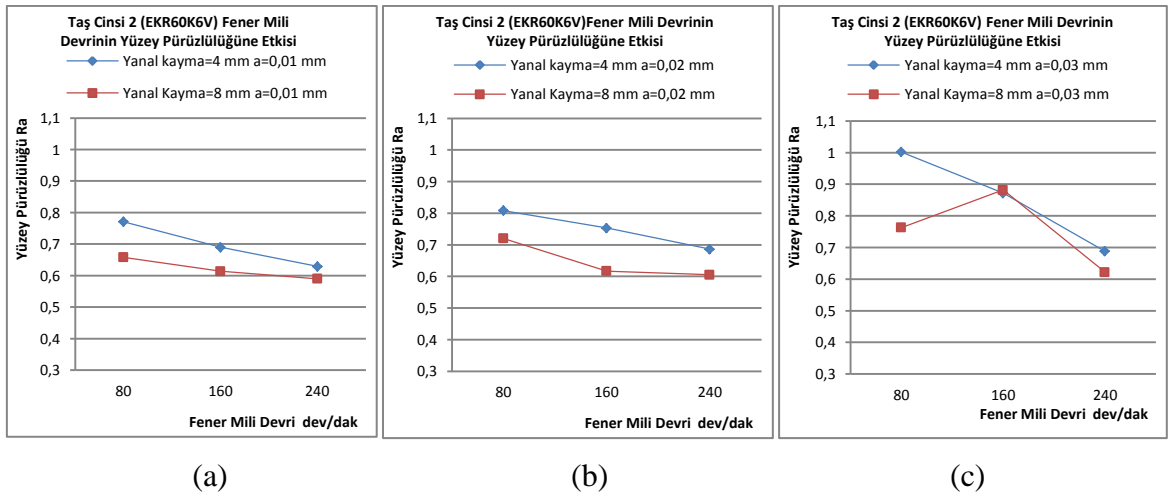 Taş Cinsi 2 (EKR60K6V) Fener Mili
Devrinin Yüzey Pürüzlülüğüne Etkisi
Yanal kayma=4 mm a=0,01 mm
Yanal Kayma=8 mm a=0,01 mm
Yüzey Pürüzlülüğü Ra
1,1
1
0,9
0,8
0,7
0,6
0,5
0,4
0,3
80 160 240
Fener Mili Devri dev/dak
(a)
Taş Cinsi 2 (EKR60K6V)Fener Mili Devrinin
Yüzey Pürüzlülüğüne Etkisi
Yanal kayma=4 mm a=0,02 mm
Yanal Kayma=8 mm a=0,02 mm
Yüzey Pürüzlülüğü Ra
1,1
1
0,9
0,8
0,7
0,6
0,5
0,4
0,3
80 160 240
Fener Mili Devri dev/dak
(b)
Taş Cinsi 2 (EKR60K6V) Fener Mili Devrinin
Yüzey Pürüzlülüğüne Etkisi
Yanal kayma=4 mm a=0,03 mm
Yanal Kayma=8 mm a=0,03 mm
Yüzey Pürüzlülüğü Ra
1,1
1
0,9
0,8
0,7
0,6
0,5
0,4
0,3
80 160 240
Fener Mili Devri dev/dak
(c)